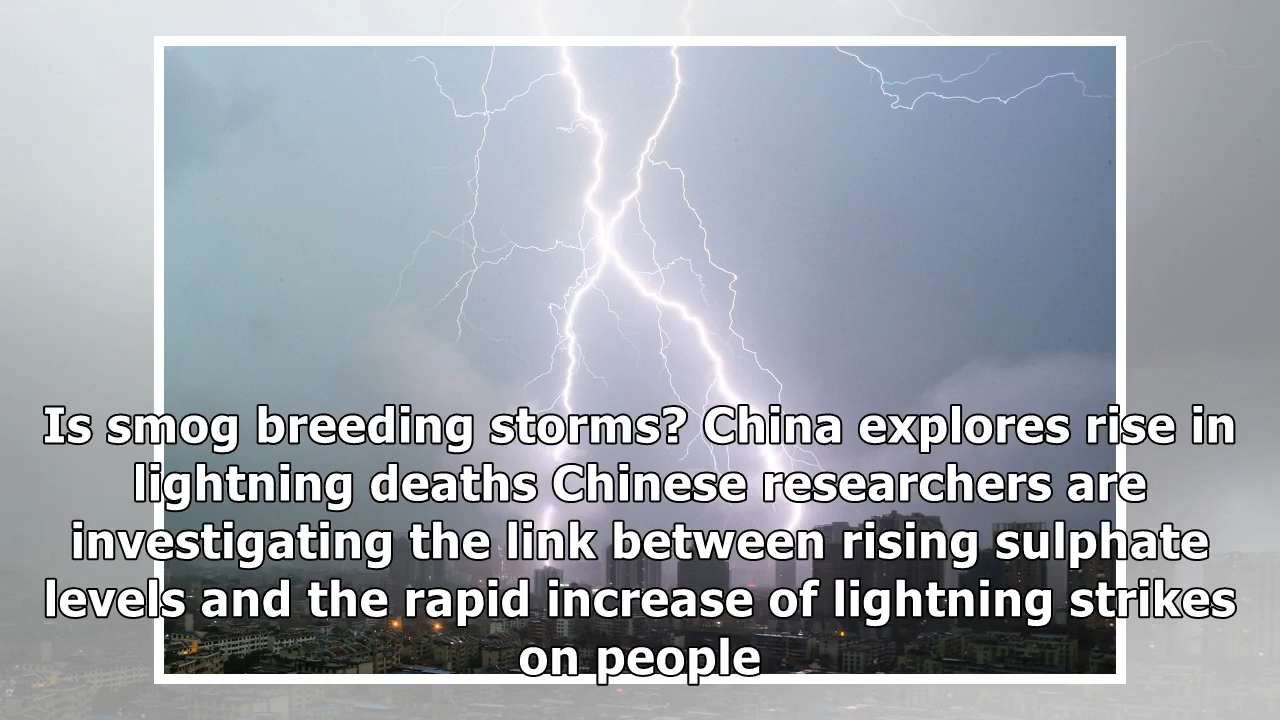 Is smog breeding storms? China explores rise in
lightning deaths Chinese researchers are
investigating the link between rising sulphate
levels and the rapid increase of lightning strikes
on people